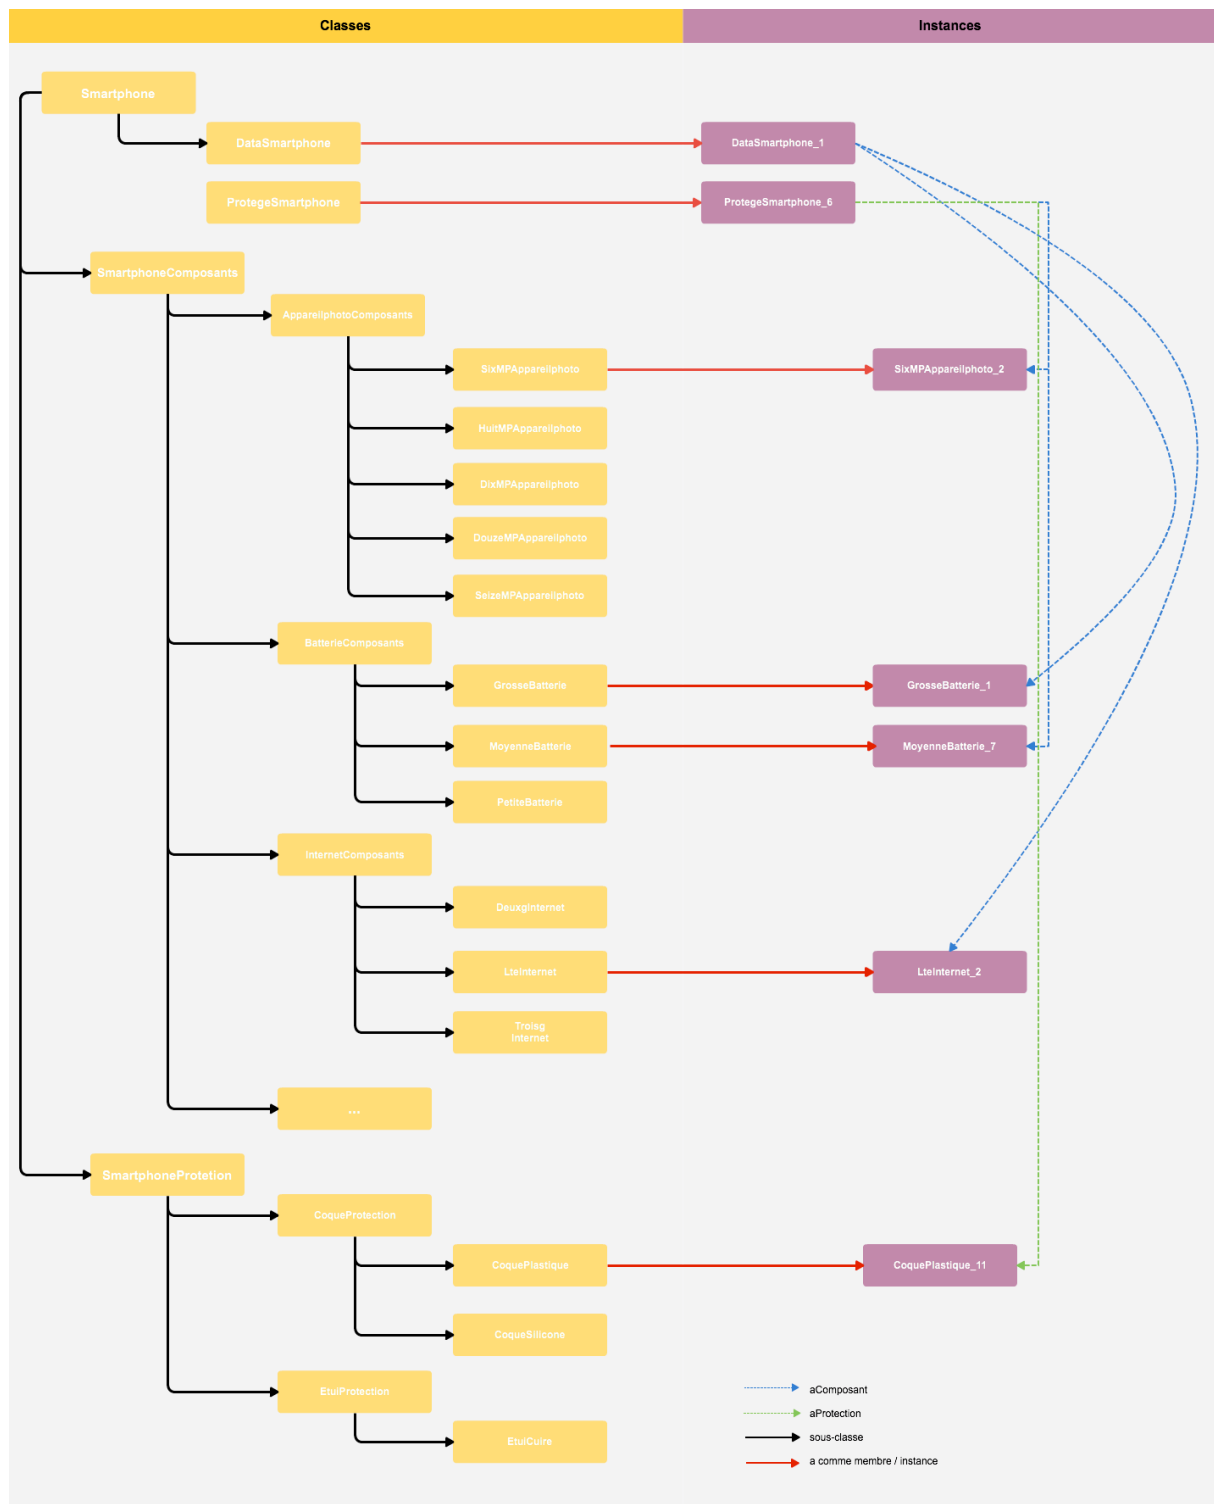 Classes
Instances
Smartphone
DataSmartphone
DataSmartphone_1
ProtegeSmartphone
ProtegeSmartphone_6
SmartphoneComposants
AppareilphotoComposants
SixMPAppareilphoto
SixMPAppareilphoto_2
HuitMPAppareilphoto
DixMPAppareilphoto
DouzeMPAppareilphoto
SeizeMPAppareilphoto
BatterieComposants
GrosseBatterie
GrosseBatterie_1
MoyenneBatterie
MoyenneBatterie_7
PetiteBatterie
InternetComposants
DeuxgInternet
LteInternet
LteInternet_2
Troisg
Internet
...
SmartphoneProtetion
CoqueProtection
CoquePlastique
CoquePlastique_11
CoqueSilicone
EtuiProtection
EtuiCuire
aComposant
aProtection
sous-classe
a comme membre / instance